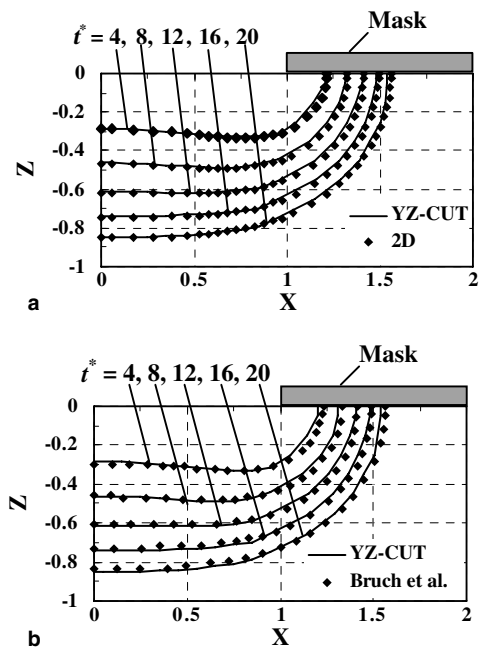 Mask
t* = 4, 8, 12, 16, 20
0
-0.2
-0.4
-0.6
-0.8
-1
Z
YZ-CUT
2D
0 0.5 1 1.5 2
a
X
Mask
t* = 4, 8, 12, 16, 20
0
-0.2
-0.4
-0.6
-0.8
-1
Z
YZ-CUT
Bruch et al.
0 0.5 1 1.5 2
b
X